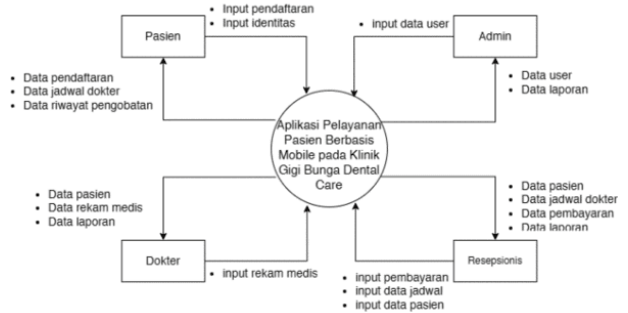 • Input pendaftaran
• Input identitas
Pasien
• input data user
Admin
• Data pendaftaran
• Data jadwal dokter
• Data riwayat pengobatan
• Data user
• Data laporan
Aplikasi Pelayanan
Pasien Berbasis
Mobile pada Klinik
Gigi Bunga Dental
Care
• Data pasien
• Data rekam medis
• Data laporan
• Data pasien
• Data jadwal dokter
• Data pembayaran
• Data laporan
Dokter
• input rekam medis
Resepsionis
• input pembayaran
• input data jadwal
• input data pasien